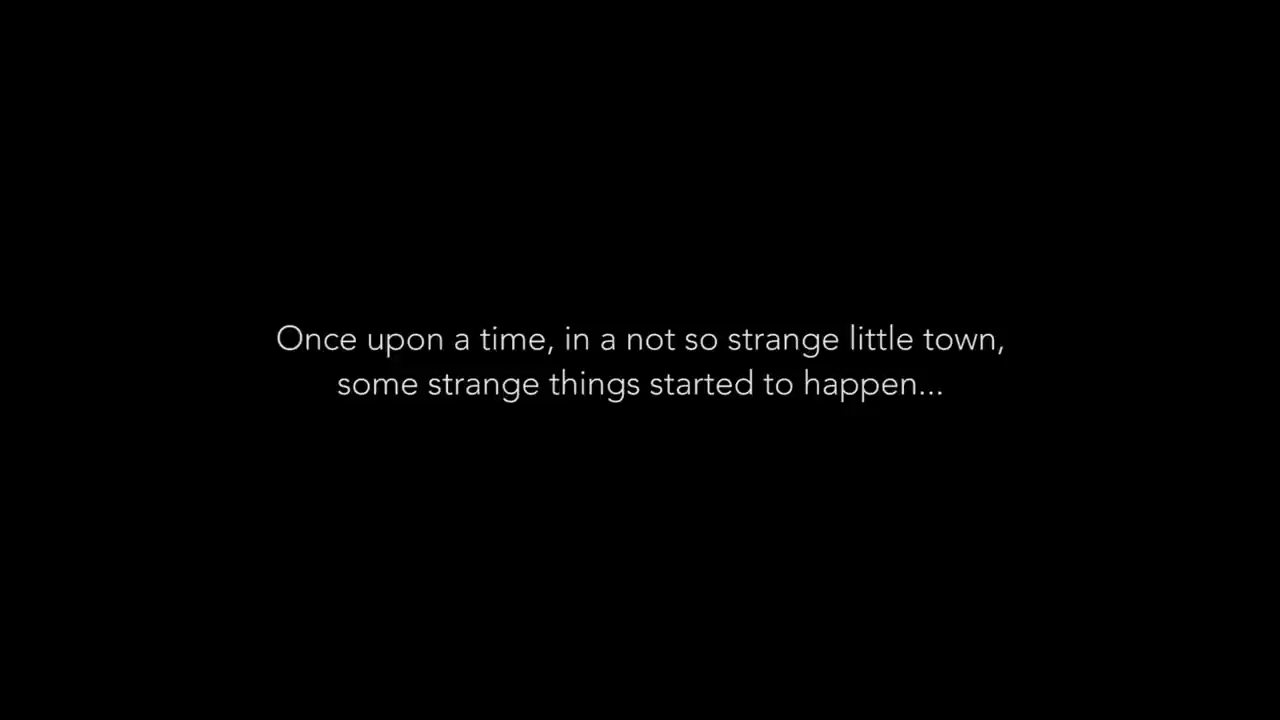 Once upon a time, in a not so strange little town,
some strange things started to happen...